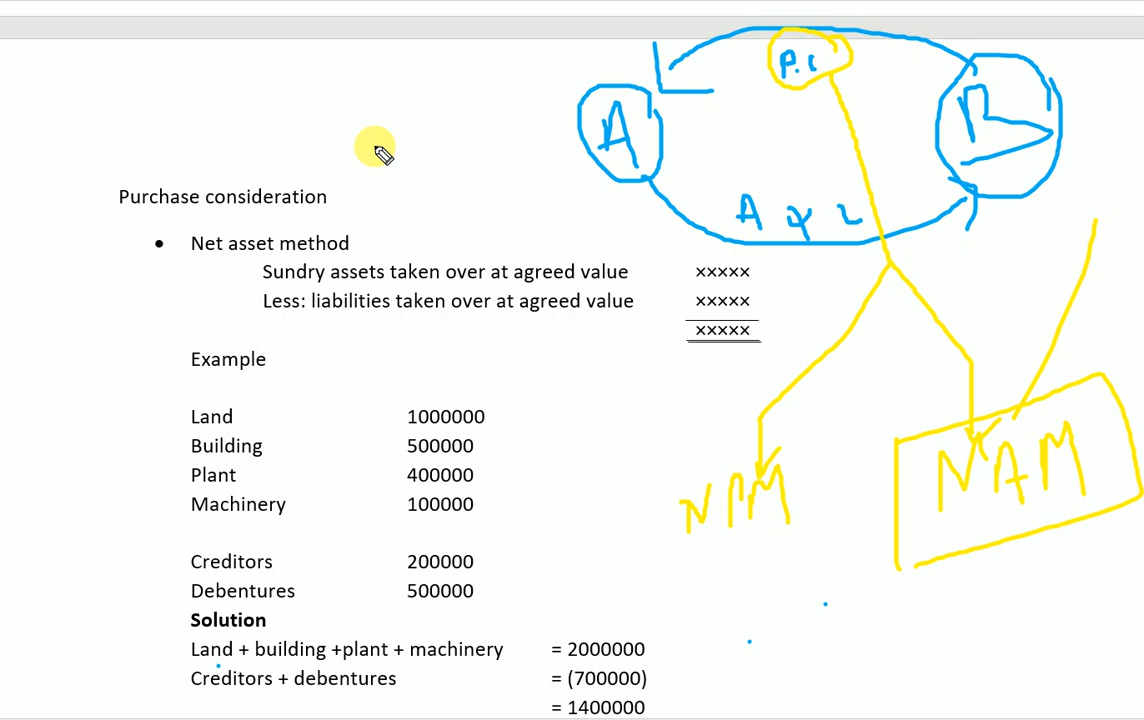 P.C
A
B
A & L
Purchase consideration
• Net asset method
Sundry assets taken over at agreed value ×××××
Less: liabilities taken over at agreed value ×××××
×××××
Example
Land 1000000
Building 500000
Plant 400000
Machinery 100000
NPM
NAM
Creditors 200000
Debentures 500000
Solution
Land + building +plant + machinery = 2000000
Creditors + debentures = (700000)
= 1400000